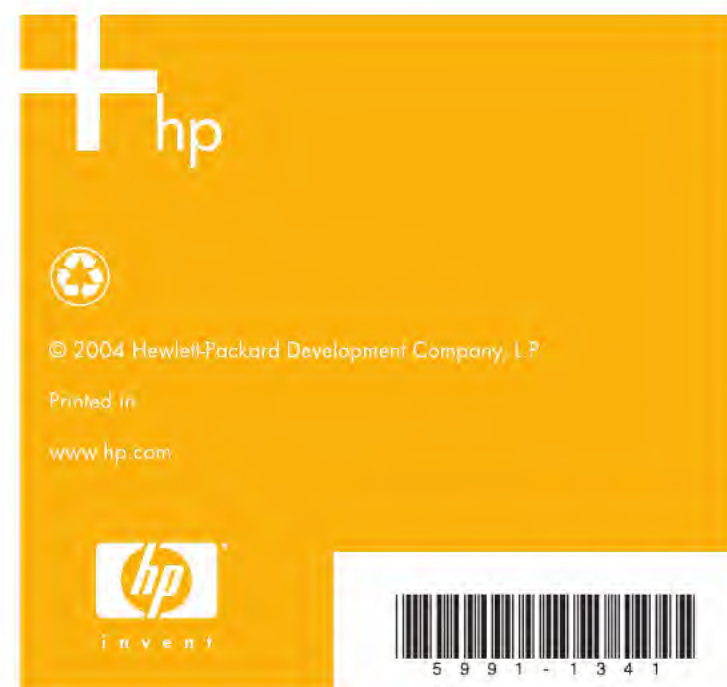 hp
© 2004 Hewlett-Packard Development Company, L.P.
Printed in
www.hp.com
hp
invent
5991-1341